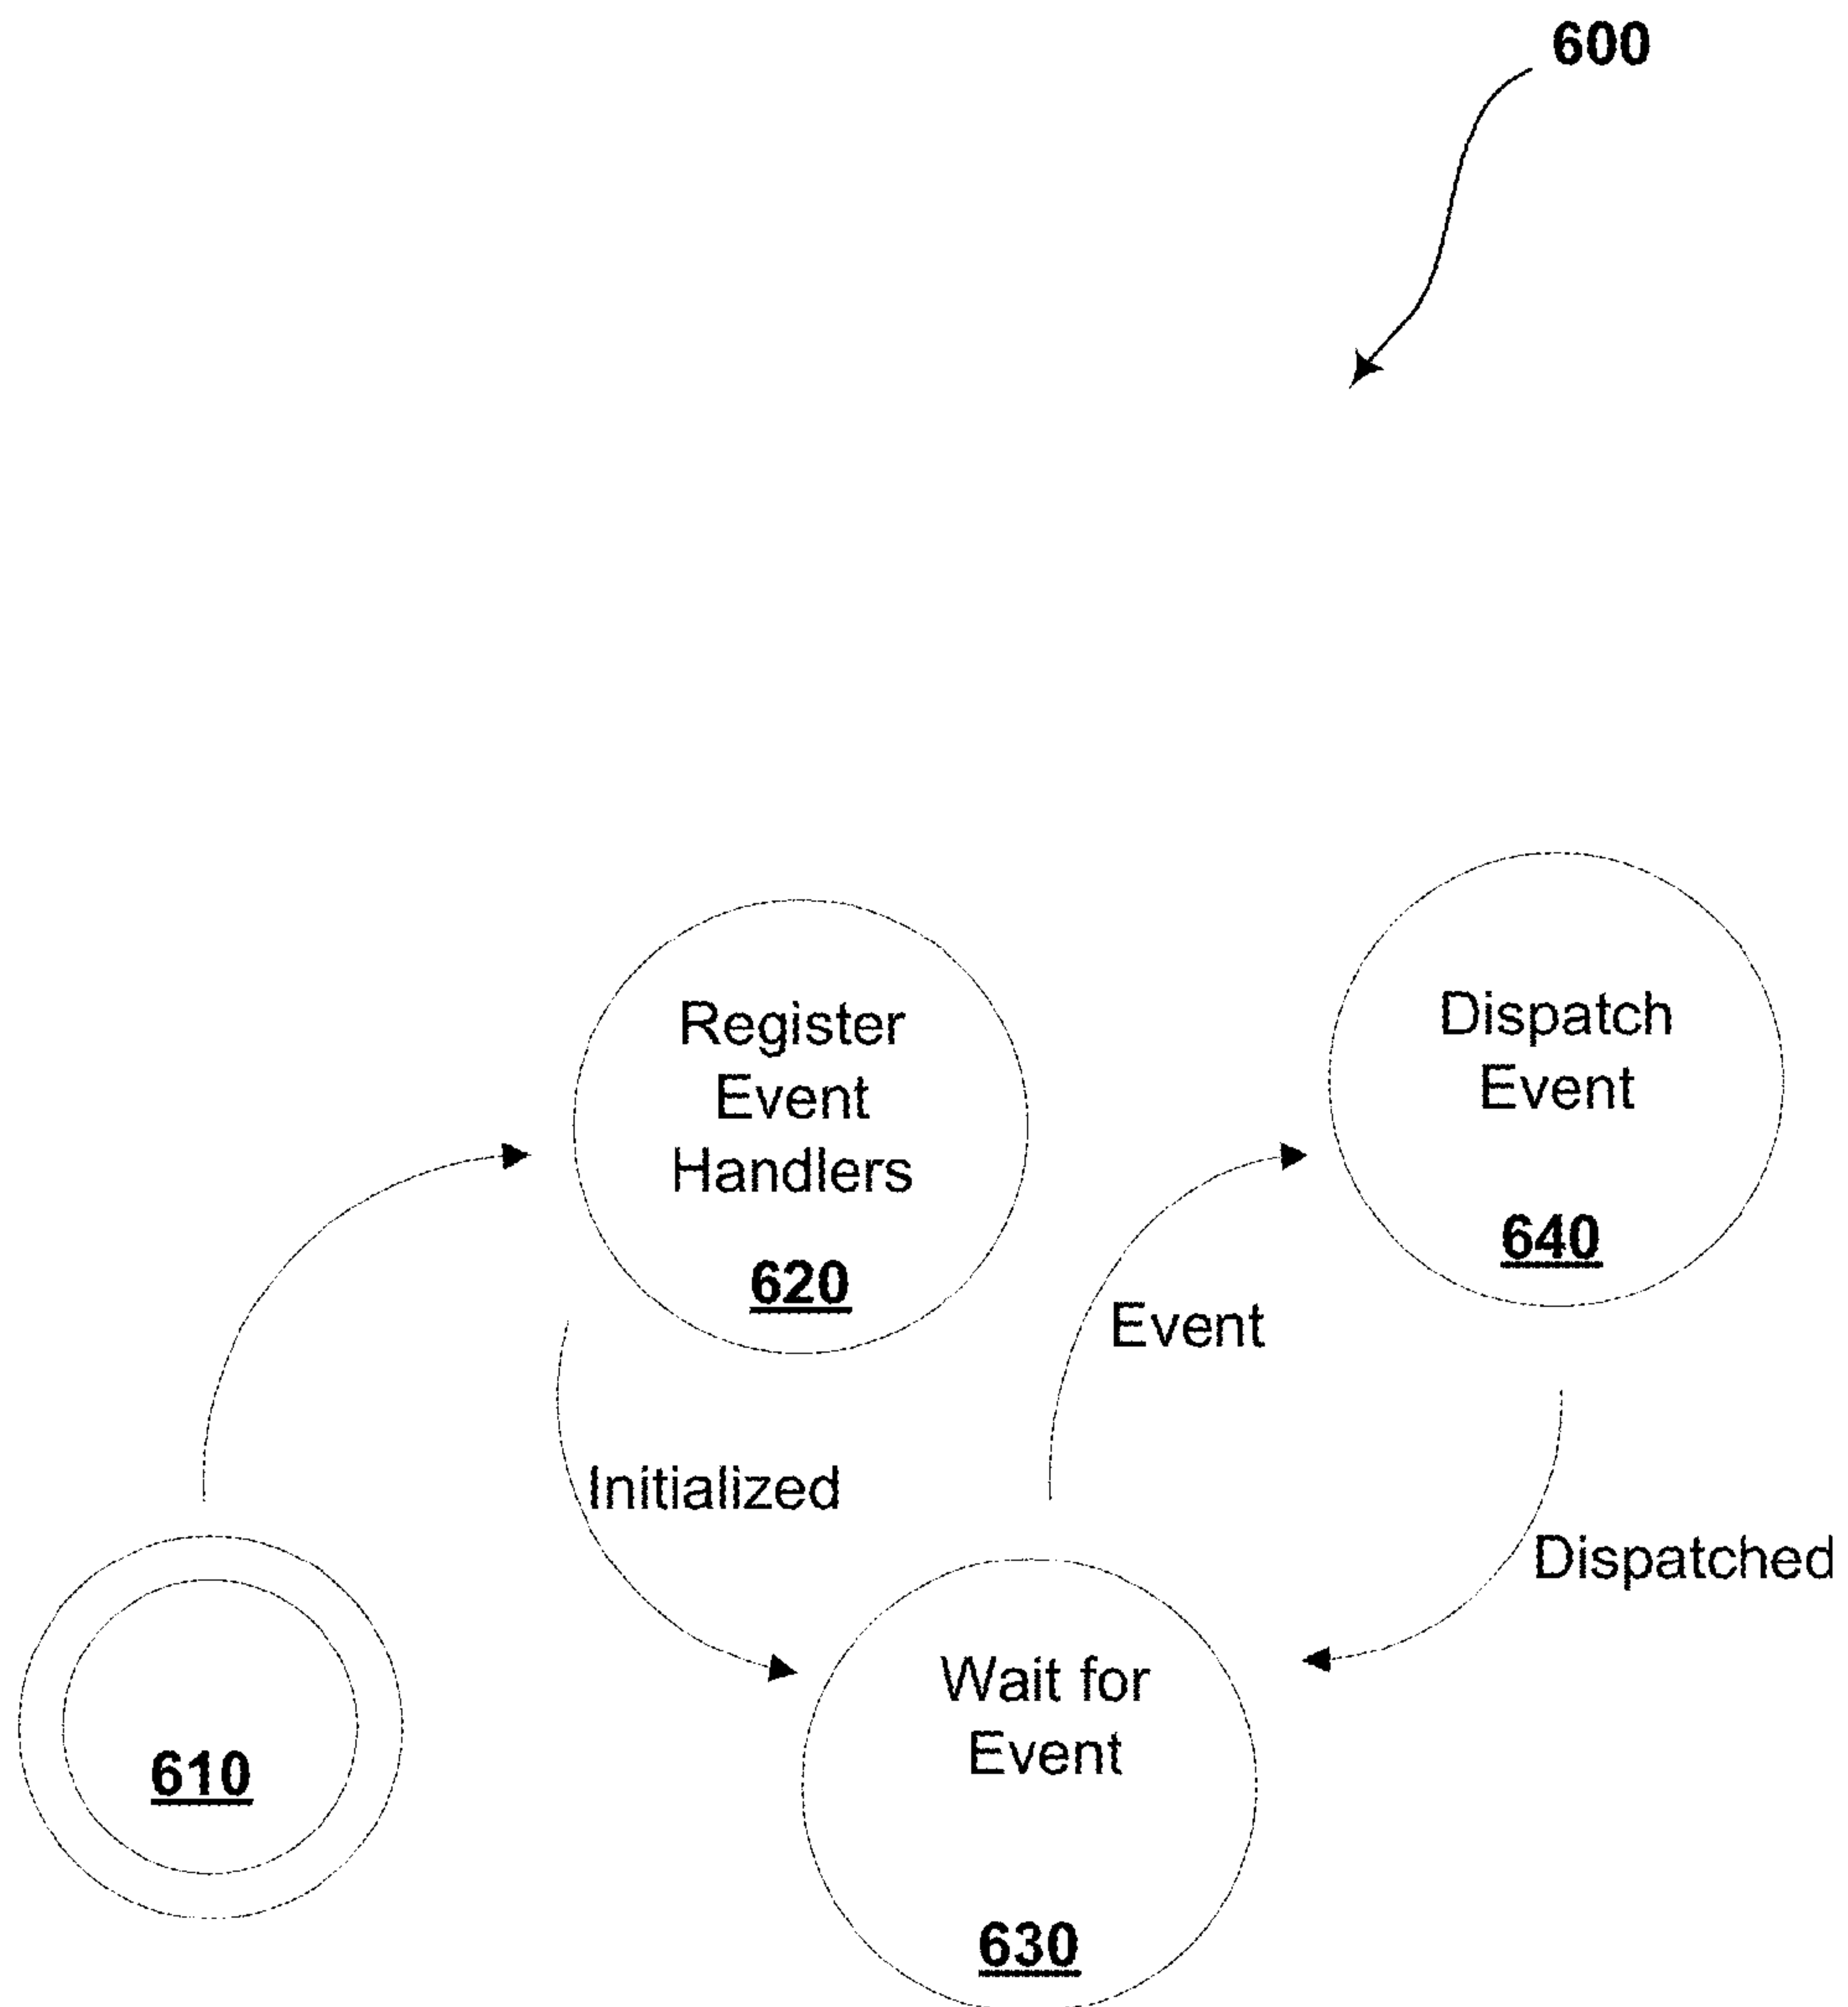 600
Register
Event
Handlers
620
Dispatch
Event
640
Event
Initialized
Dispatched
Wait for
Event
610
630